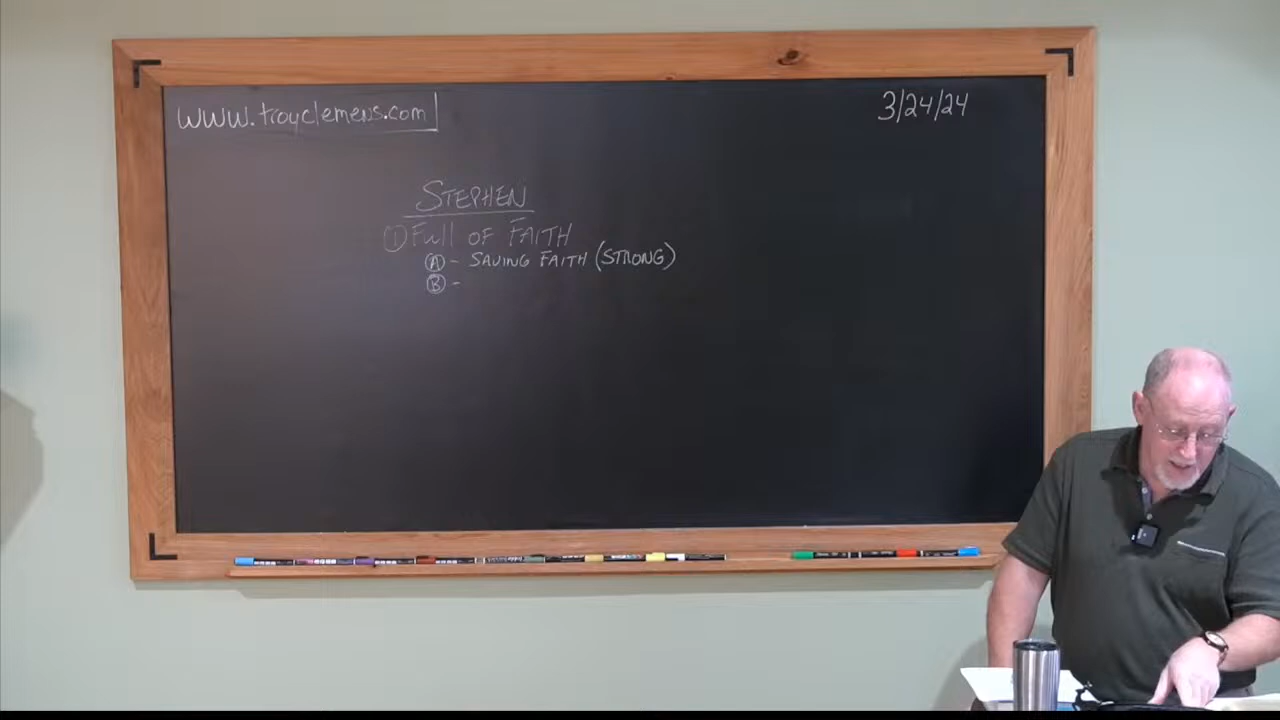 www.troyclemens.com
3/24/24
STEPHEN
① Full OF FAITH
Ⓐ - SAVING FAITH (STRONG)
Ⓑ -